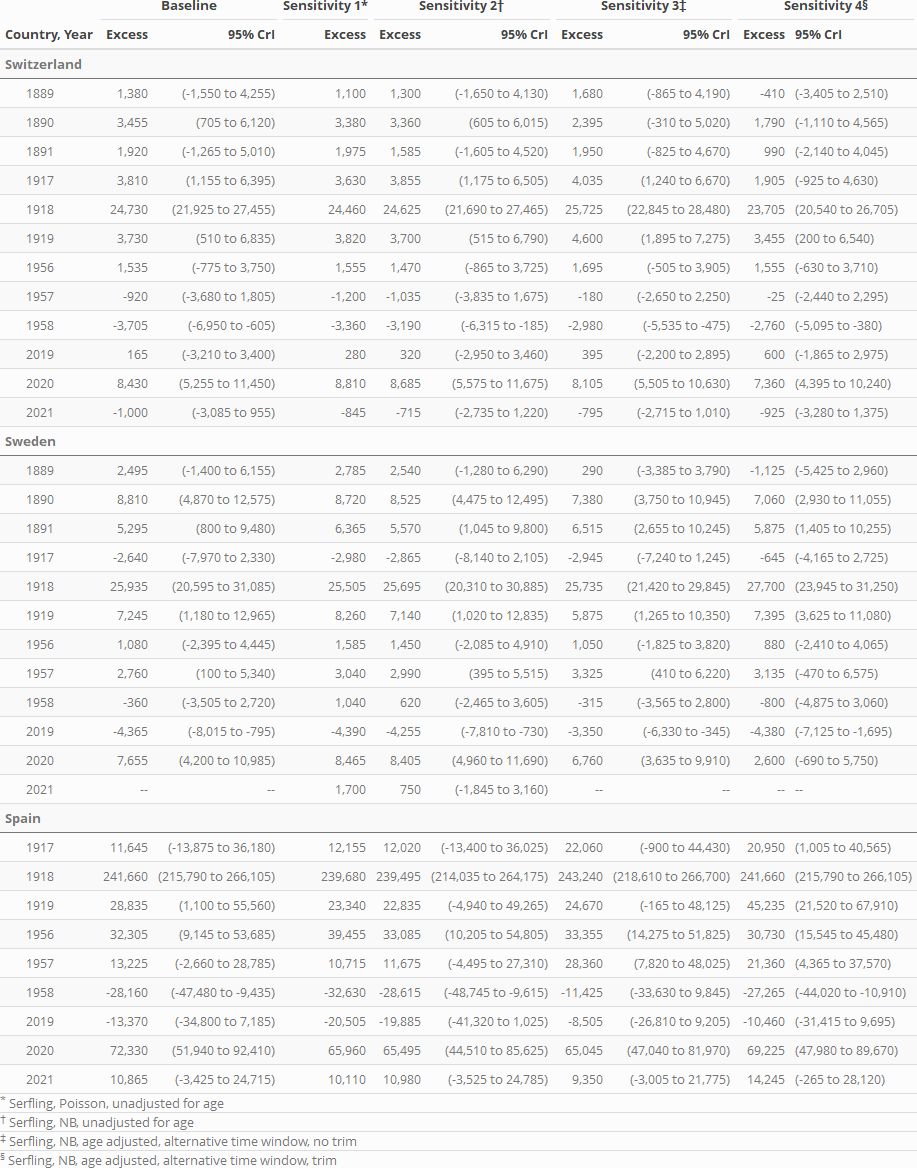 Baseline Sensitivity 1* Sensitivity 2† Sensitivity 3‡ Sensitivity 4§
Country, Year Excess 95% CrI Excess Excess 95% CrI Excess 95% CrI Excess 95% CrI
Switzerland
1889 1,380 (-1,550 to 4,255) 1,100 1,300 (-1,650 to 4,130) 1,680 (-865 to 4,190) -410 (-3,405 to 2,510)
1890 3,455 (705 to 6,120) 3,380 3,360 (605 to 6,015) 2,395 (-310 to 5,020) 1,790 (-1,110 to 4,565)
1891 1,920 (-1,265 to 5,010) 1,975 1,585 (-1,605 to 4,520) 1,950 (-825 to 4,670) 990 (-2,140 to 4,045)
1917 3,810 (1,155 to 6,395) 3,630 3,855 (1,175 to 6,505) 4,035 (1,240 to 6,670) 1,905 (-925 to 4,630)
1918 24,730 (21,925 to 27,455) 24,460 24,625 (21,690 to 27,465) 25,725 (22,845 to 28,480) 23,705 (20,540 to 26,705)
1919 3,730 (510 to 6,835) 3,820 3,700 (515 to 6,790) 4,600 (1,895 to 7,275) 3,455 (200 to 6,540)
1956 1,535 (-775 to 3,750) 1,555 1,470 (-865 to 3,725) 1,695 (-505 to 3,905) 1,555 (-630 to 3,710)
1957 -920 (-3,680 to 1,805) -1,200 -1,035 (-3,835 to 1,675) -180 (-2,650 to 2,250) -25 (-2,440 to 2,295)
1958 -3,705 (-6,950 to -605) -3,360 -3,190 (-6,315 to -185) -2,980 (-5,535 to -475) -2,760 (-5,095 to -380)
2019 165 (-3,210 to 3,400) 280 320 (-2,950 to 3,460) 395 (-2,200 to 2,895) 600 (-1,865 to 2,975)
2020 8,430 (5,255 to 11,450) 8,810 8,685 (5,575 to 11,675) 8,105 (5,505 to 10,630) 7,360 (4,395 to 10,240)
2021 -1,000 (-3,085 to 955) -845 -715 (-2,735 to 1,220) -795 (-2,715 to 1,010) -925 (-3,280 to 1,375)
Sweden
1889 2,495 (-1,400 to 6,155) 2,785 2,540 (-1,280 to 6,290) 290 (-3,385 to 3,790) -1,125 (-5,425 to 2,960)
1890 8,810 (4,870 to 12,575) 8,720 8,525 (4,475 to 12,495) 7,380 (3,750 to 10,945) 7,060 (2,930 to 11,055)
1891 5,295 (800 to 9,480) 6,365 5,570 (1,045 to 9,800) 6,515 (2,655 to 10,245) 5,875 (1,405 to 10,255)
1917 -2,640 (-7,970 to 2,330) -2,980 -2,865 (-8,140 to 2,105) -2,945 (-7,240 to 1,245) -645 (-4,165 to 2,725)
1918 25,935 (20,595 to 31,085) 25,505 25,695 (20,310 to 30,885) 25,735 (21,420 to 29,845) 27,700 (23,945 to 31,250)
1919 7,245 (1,180 to 12,965) 8,260 7,140 (1,020 to 12,835) 5,875 (1,265 to 10,350) 7,395 (3,625 to 11,080)
1956 1,080 (-2,395 to 4,445) 1,585 1,450 (-2,085 to 4,910) 1,050 (-1,825 to 3,820) 880 (-2,410 to 4,065)
1957 2,760 (100 to 5,340) 3,040 2,990 (395 to 5,515) 3,325 (410 to 6,220) 3,135 (-470 to 6,575)
1958 -360 (-3,505 to 2,720) 1,040 620 (-2,465 to 3,605) -315 (-3,565 to 2,800) -800 (-4,875 to 3,060)
2019 -4,365 (-8,015 to -795) -4,390 -4,255 (-7,810 to -730) -3,350 (-6,330 to -345) -4,380 (-7,125 to -1,695)
2020 7,655 (4,200 to 10,985) 8,465 8,405 (4,960 to 11,690) 6,760 (3,635 to 9,910) 2,600 (-690 to 5,750)
2021 -- -- 1,700 750 (-1,845 to 3,160) -- -- -- --
Spain
1917 11,645 (-13,875 to 36,180) 12,155 12,020 (-13,400 to 36,025) 22,060 (-900 to 44,430) 20,950 (1,005 to 40,565)
1918 241,660 (215,790 to 266,105) 239,680 239,495 (214,035 to 264,175) 243,240 (218,610 to 266,700) 241,660 (215,790 to 266,105)
1919 28,835 (1,100 to 55,560) 23,340 22,835 (-4,940 to 49,265) 24,670 (-165 to 48,125) 45,235 (21,520 to 67,910)
1956 32,305 (9,145 to 53,685) 39,455 33,085 (10,205 to 54,805) 33,355 (14,275 to 51,825) 30,730 (15,545 to 45,480)
1957 13,225 (-2,660 to 28,785) 10,715 11,675 (-4,495 to 27,310) 28,360 (7,820 to 48,025) 21,360 (4,365 to 37,570)
1958 -28,160 (-47,480 to -9,435) -32,630 -28,615 (-48,745 to -9,615) -11,425 (-33,630 to 9,845) -27,265 (-44,020 to -10,910)
2019 -13,370 (-34,800 to 7,185) -20,505 -19,885 (-41,320 to 1,025) -8,505 (-26,810 to 9,205) -10,460 (-31,415 to 9,695)
2020 72,330 (51,940 to 92,410) 65,960 65,495 (44,510 to 85,625) 65,045 (47,040 to 81,970) 69,225 (47,980 to 89,670)
2021 10,865 (-3,425 to 24,715) 10,110 10,980 (-3,525 to 24,785) 9,350 (-3,005 to 21,775) 14,245 (-265 to 28,120)
* Serfling, Poisson, unadjusted for age
† Serfling, NB, unadjusted for age
‡ Serfling, NB, age adjusted, alternative time window, no trim
§ Serfling, NB, age adjusted, alternative time window, trim